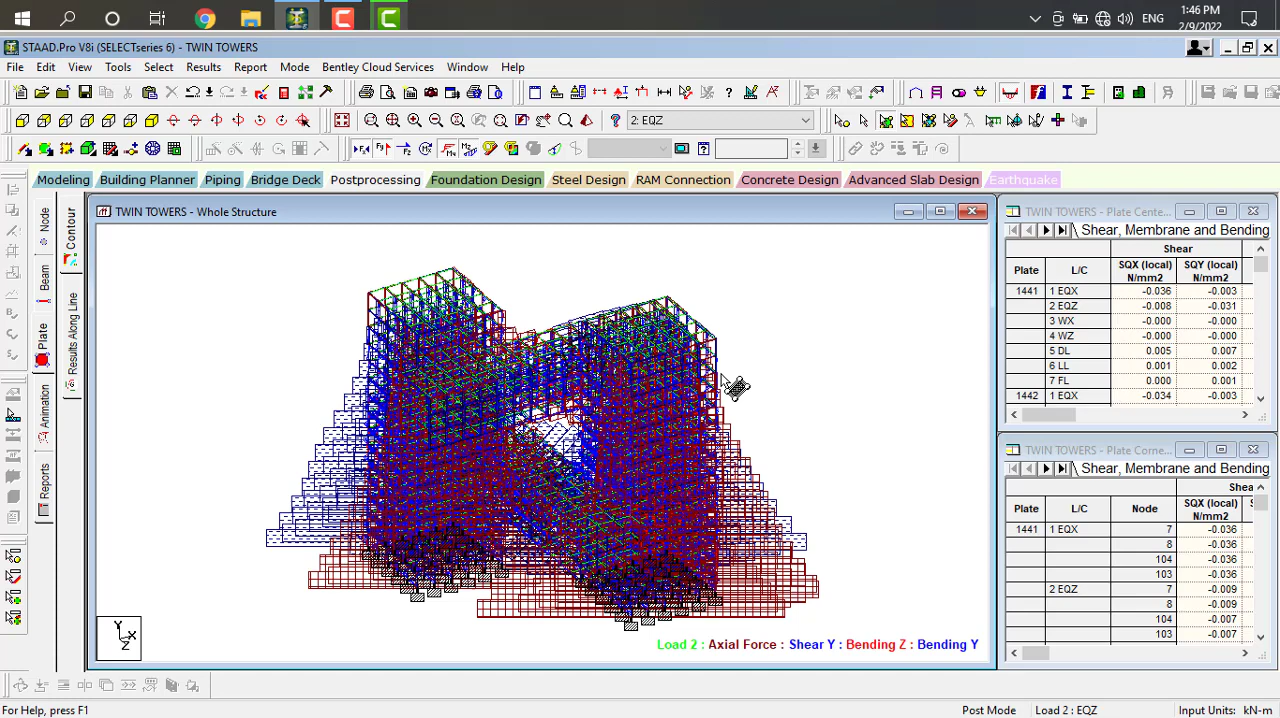 1:46 PM
ENG
2/9/2022
STAAD.Pro V8i (SELECTseries 6) - TWIN TOWERS
File Edit View Tools Select Results Report Mode Bentley Cloud Services Window Help
2: EQZ
Modeling Building Planner Piping Bridge Deck Postprocessing Foundation Design Steel Design RAM Connection Concrete Design Advanced Slab Design Earthquake
Node
Beam
Plate
Animation
Reports
Contour
Results Along Line
TWIN TOWERS - Whole Structure
Y
X
Z
Load 2 : Axial Force : Shear Y : Bending Z : Bending Y
TWIN TOWERS - Plate Cente
Shear, Membrane and Bending
Shear
Plate L/C SQX (local) N/mm2 SQY (local) N/mm2
1441 1 EQX -0.036 -0.003
2 EQZ -0.008 -0.031
3 WX -0.000 -0.000
4 WZ -0.000 -0.000
5 DL 0.005 0.007
6 LL 0.001 0.002
7 FL 0.000 0.001
1442 1 EQX -0.034 -0.003
TWIN TOWERS - Plate Corne
Shear, Membrane and Bending
Shea
Plate L/C Node SQX (local) N/mm2
1441 1 EQX 7 -0.036
8 -0.036
104 -0.036
103 -0.036
2 EQZ 7 -0.009
8 -0.009
104 -0.007
103 -0.007
For Help, press F1
Post Mode Load 2 : EQZ Input Units: kN-m